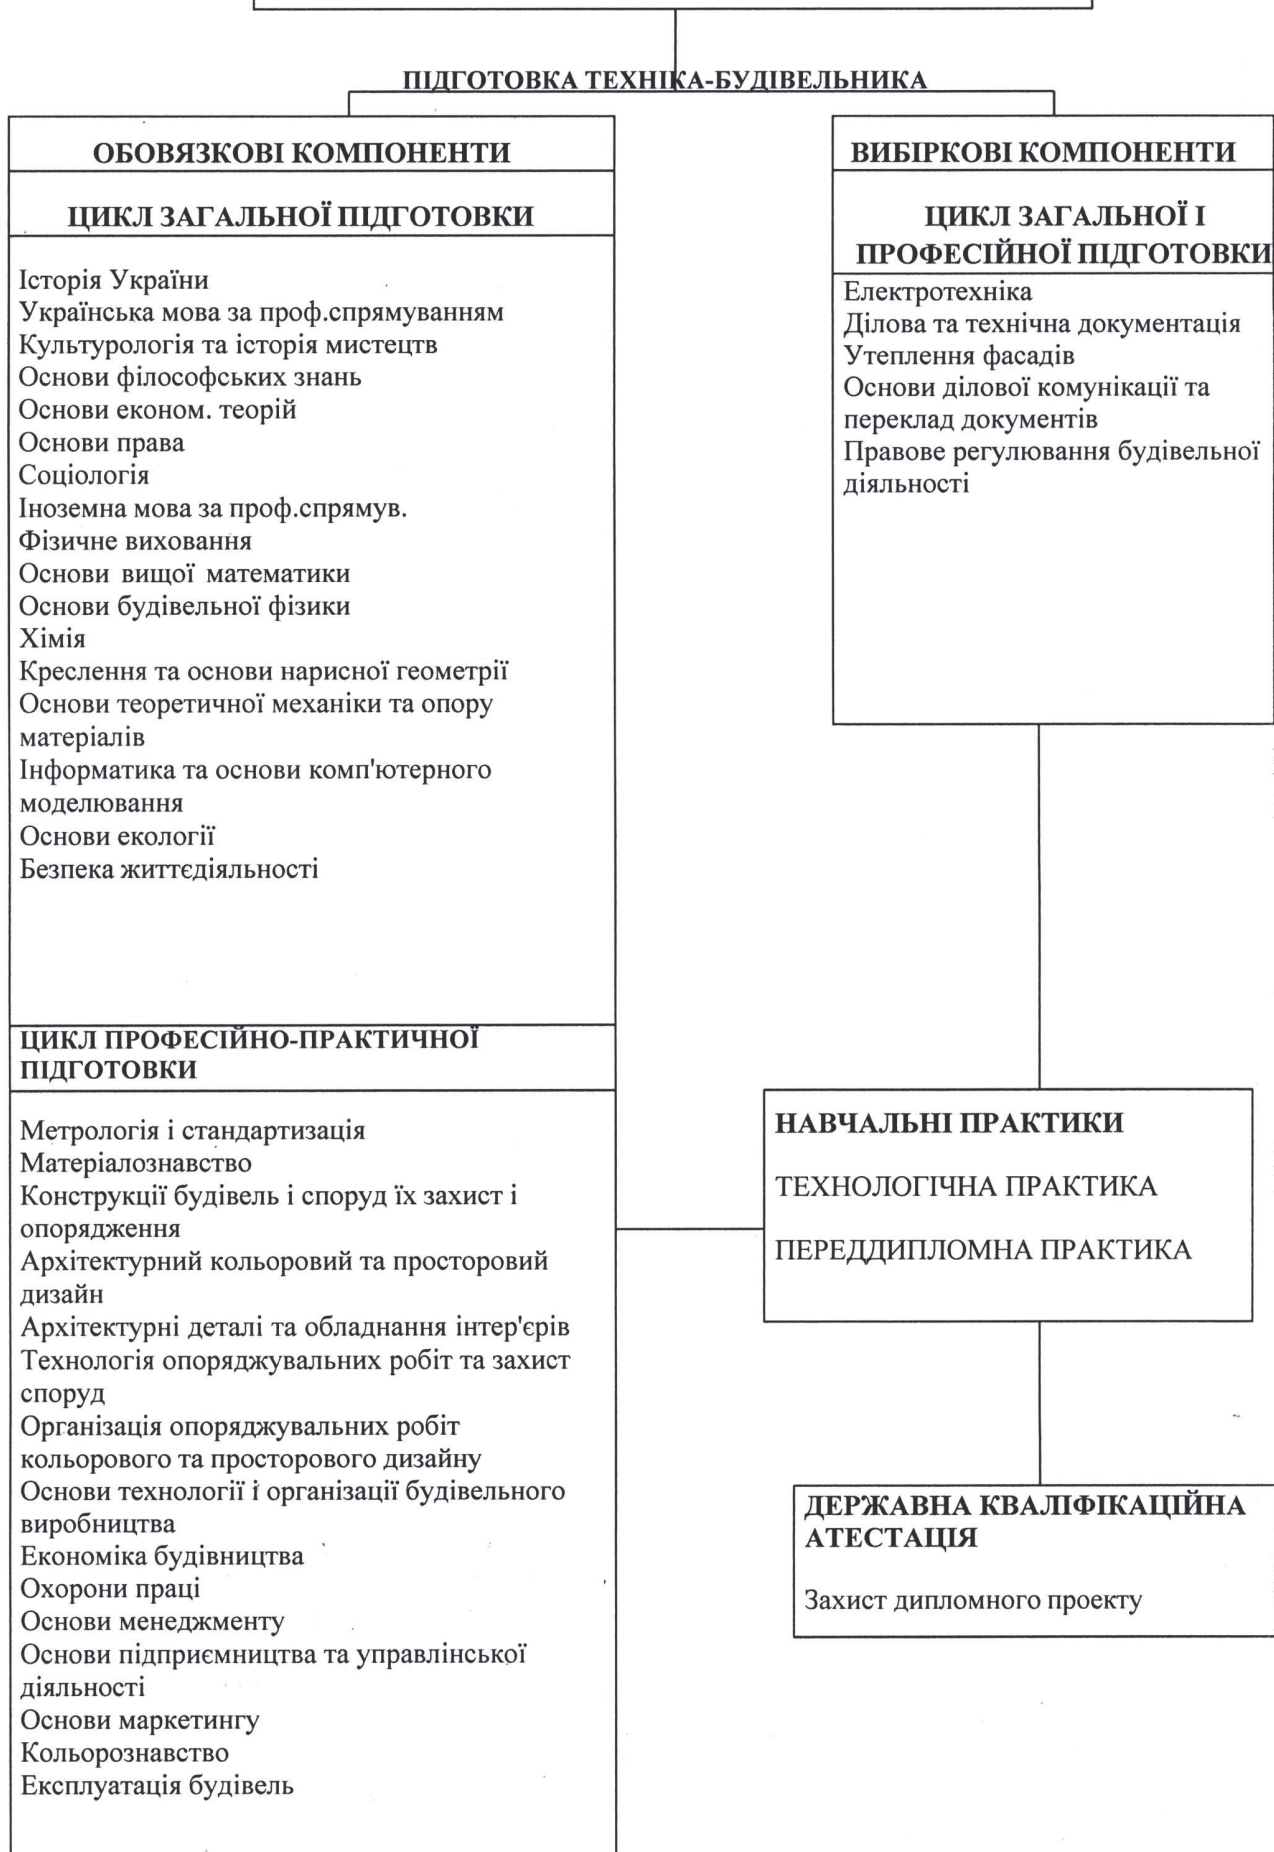 ПІДГОТОВКА ТЕХНІКА-БУДІВЕЛЬНИКА
ОБОВЯЗКОВІ КОМПОНЕНТИ
ЦИКЛ ЗАГАЛЬНОЇ ПІДГОТОВКИ
Історія України
Українська мова за проф.спрямуванням
Культурологія та історія мистецтв
Основи філософських знань
Основи економ. теорій
Основи права
Соціологія
Іноземна мова за проф.спрямув.
Фізичне виховання
Основи вищої математики
Основи будівельної фізики
Хімія
Креслення та основи нарисної геометрії
Основи теоретичної механіки та опору
матеріалів
Інформатика та основи комп'ютерного
моделювання
Основи екології
Безпека життєдіяльності
ЦИКЛ ПРОФЕСІЙНО-ПРАКТИЧНОЇ
ПІДГОТОВКИ
Метрологія і стандартизація
Матеріалознавство
Конструкції будівель і споруд їх захист і
опорядження
Архітектурний кольоровий та просторовий
дизайн
Архітектурні деталі та обладнання інтер'єрів
Технологія опоряджувальних робіт та захист
споруд
Організація опоряджувальних робіт
кольорового та просторового дизайну
Основи технології і організації будівельного
виробництва
Економіка будівництва
Охорони праці
Основи менеджменту
Основи підприємництва та управлінської
діяльності
Основи маркетингу
Кольорознавство
Експлуатація будівель
ВИБІРКОВІ КОМПОНЕНТИ
ЦИКЛ ЗАГАЛЬНОЇ І
ПРОФЕСІЙНОЇ ПІДГОТОВКИ
Електротехніка
Ділова та технічна документація
Утеплення фасадів
Основи ділової комунікації та
переклад документів
Правове регулювання будівельної
діяльності
НАВЧАЛЬНІ ПРАКТИКИ
ТЕХНОЛОГІЧНА ПРАКТИКА
ПЕРЕДДИПЛОМНА ПРАКТИКА
ДЕРЖАВНА КВАЛІФІКАЦІЙНА
АТЕСТАЦІЯ
Захист дипломного проекту